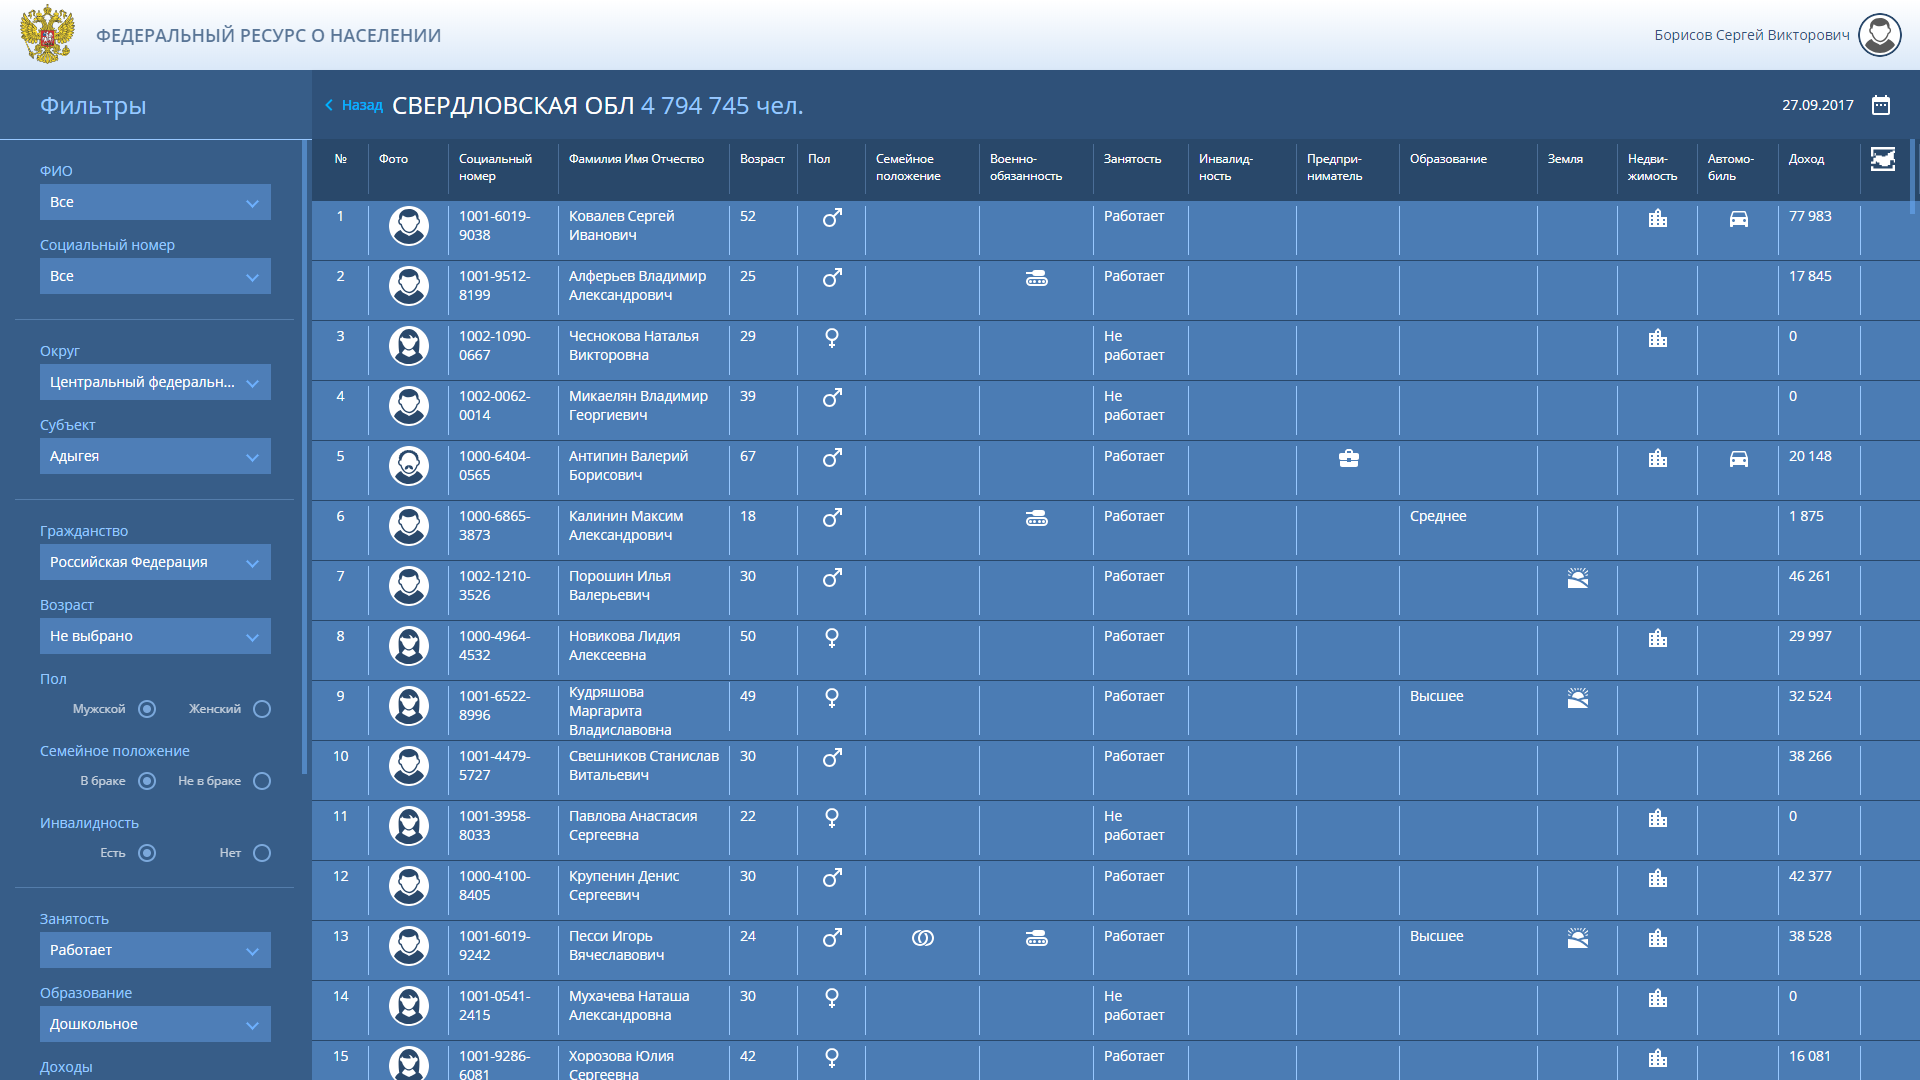 ФЕДЕРАЛЬНЫЙ РЕСУРС О НАСЕЛЕНИИ
Борисов Сергей Викторович
Фильтры
Назад СВЕРДЛОВСКАЯ ОБЛ 4 794 745 чел.
27.09.2017
ФИО
Все
Социальный номер
Все
Округ
Центральный федеральн...
Субъект
Адыгея
Гражданство
Российская Федерация
Возраст
Не выбрано
Пол
Мужской Женский
Семейное положение
В браке Не в браке
Инвалидность
Есть Нет
Занятость
Работает
Образование
Дошкольное
Доходы
№ Фото Социальный номер Фамилия Имя Отчество Возраст Пол Семейное положение Военно-обязанность Занятость Инвалид-ность Предпри-ниматель Образование Земля Недви-жимость Автомо-биль Доход
1 1001-6019-9038 Ковалев Сергей Иванович 52 Работает 77 983
2 1001-9512-8199 Алферьев Владимир Александрович 25 Работает 17 845
3 1002-1090-0667 Чеснокова Наталья Викторовна 29 Не работает 0
4 1002-0062-0014 Микаелян Владимир Георгиевич 39 Не работает 0
5 1000-6404-0565 Антипин Валерий Борисович 67 Работает 20 148
6 1000-6865-3873 Калинин Максим Александрович 18 Работает Среднее 1 875
7 1002-1210-3526 Порошин Илья Валерьевич 30 Работает 46 261
8 1000-4964-4532 Новикова Лидия Алексеевна 50 Работает 29 997
9 1001-6522-8996 Кудряшова Маргарита Владиславовна 49 Работает Высшее 32 524
10 1001-4479-5727 Свешников Станислав Витальевич 30 Работает 38 266
11 1001-3958-8033 Павлова Анастасия Сергеевна 22 Не работает 0
12 1000-4100-8405 Крупенин Денис Сергеевич 30 Работает 42 377
13 1001-6019-9242 Песси Игорь Вячеславович 24 Работает Высшее 38 528
14 1001-0541-2415 Мухачева Наташа Александровна 30 Не работает 0
15 1001-9286-6081 Хорозова Юлия Сергеевна 42 Работает 16 081